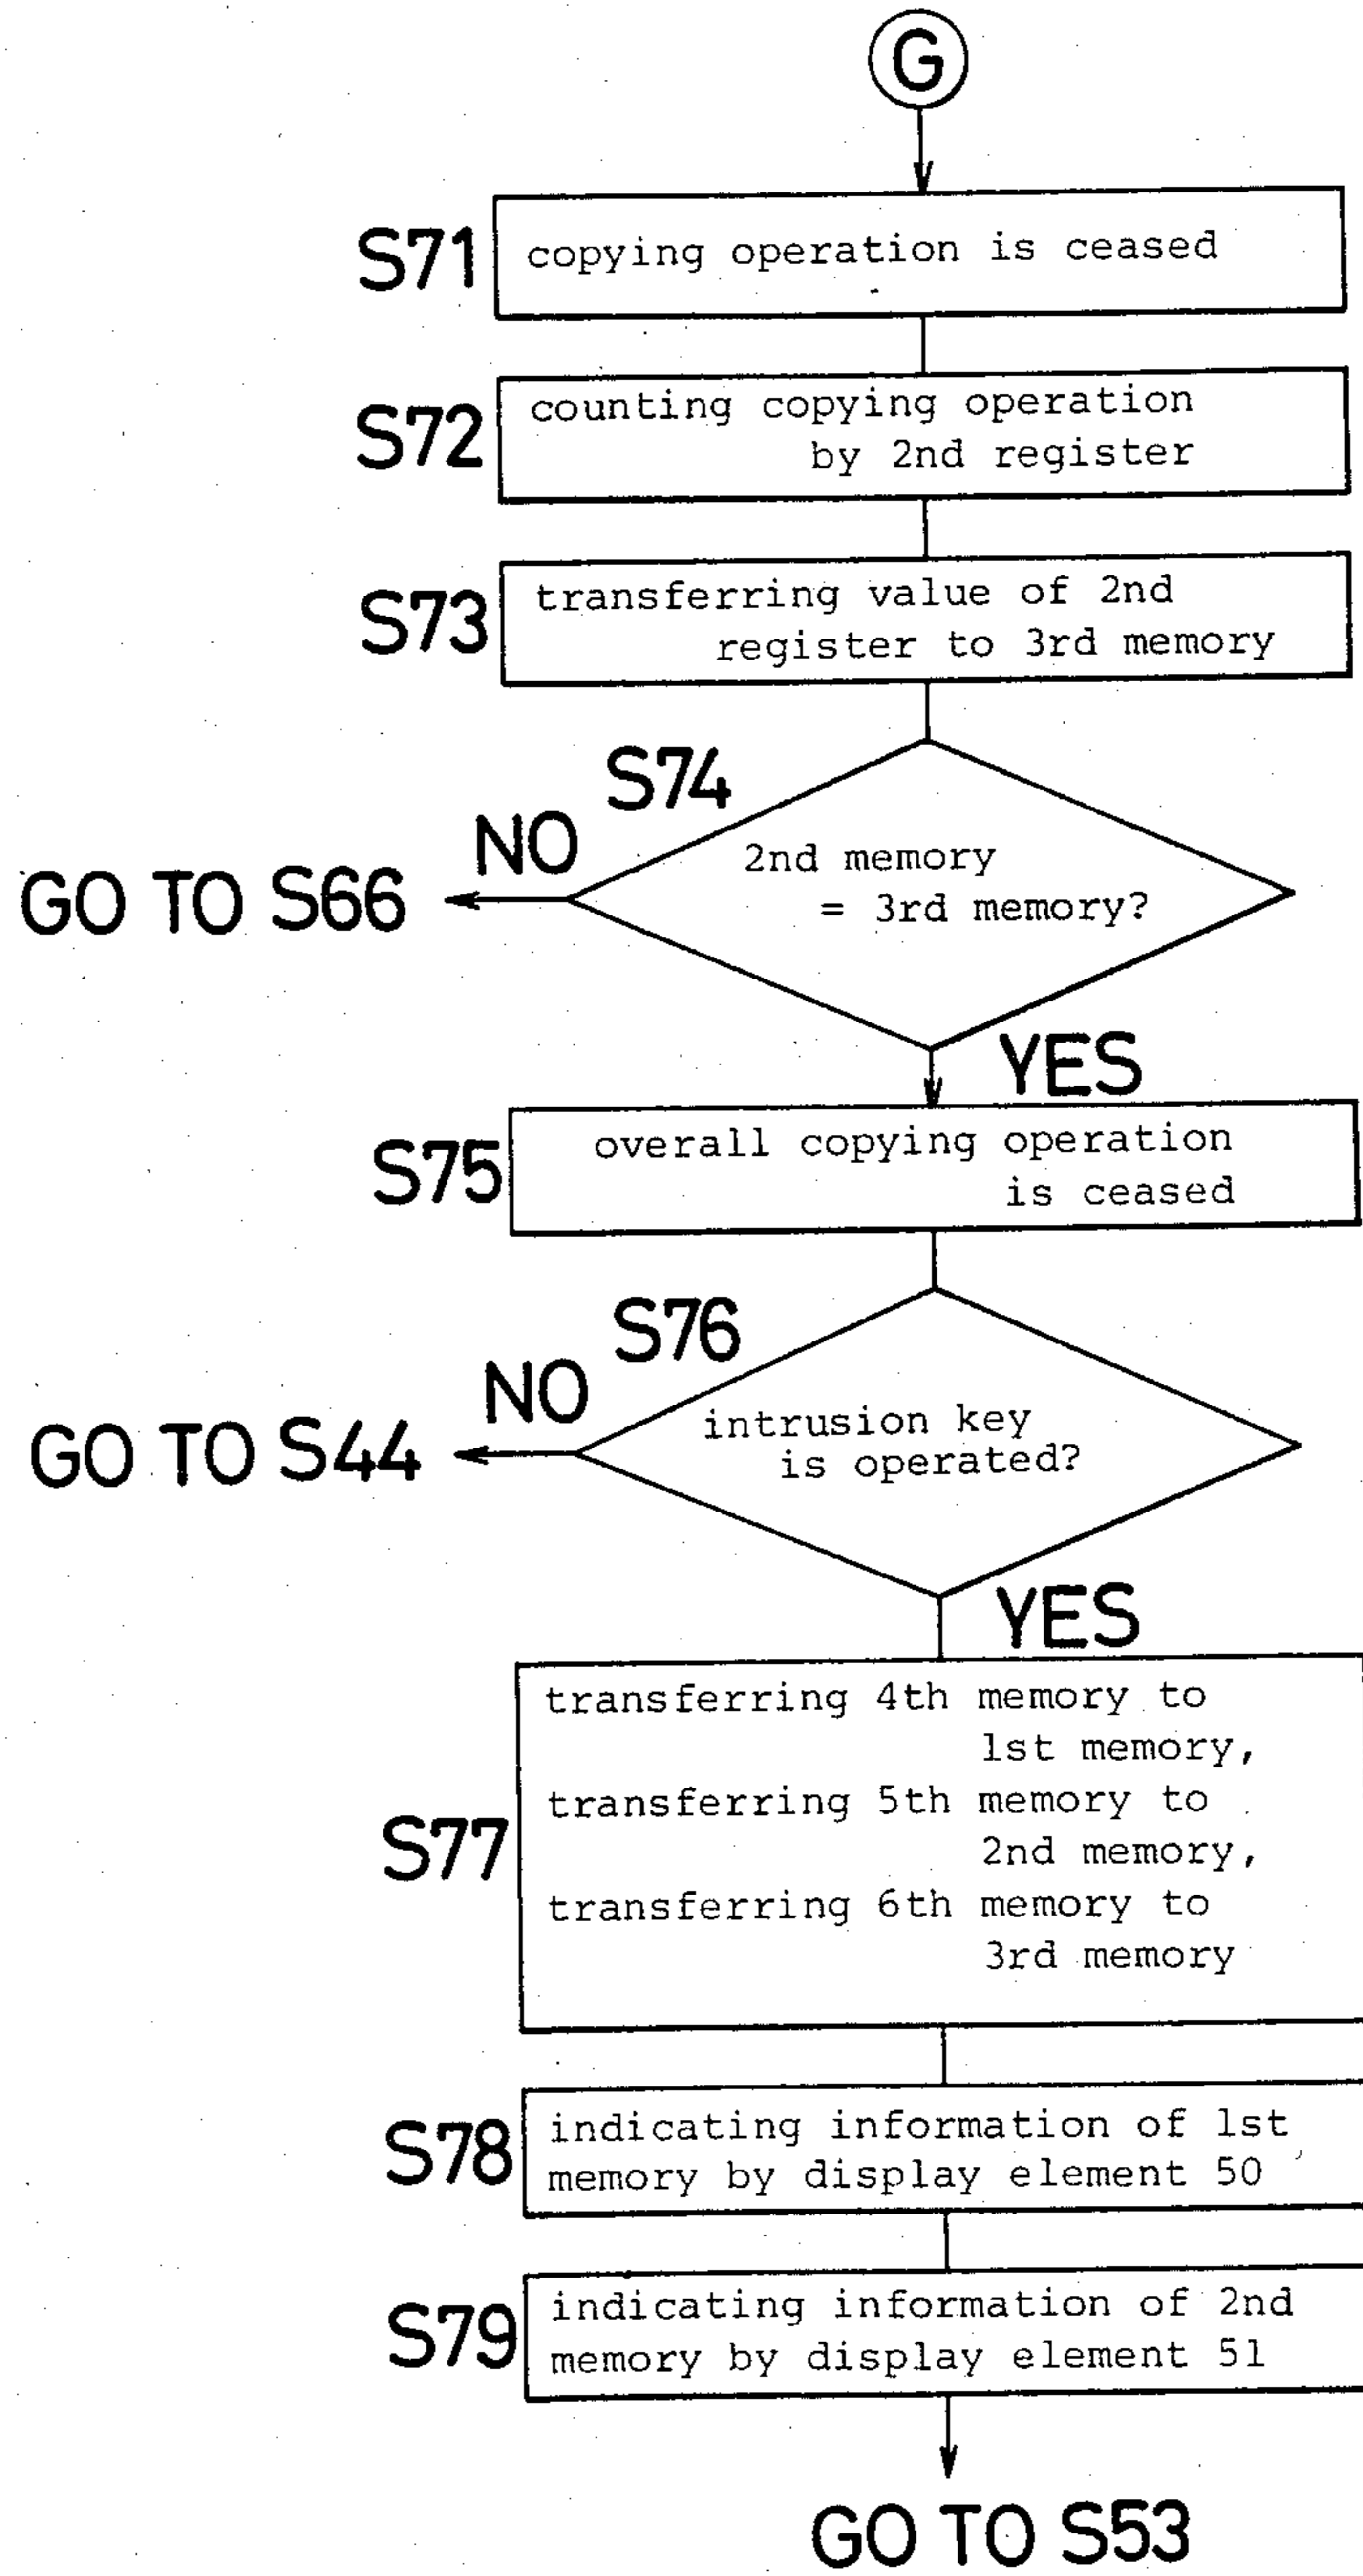 G
S71
copying operation is ceased
S72
counting copying operation
by 2nd register
S73
transferring value of 2nd
register to 3rd memory
S74
NO
2nd memory
= 3rd memory?
GO TO S66
YES
S75
overall copying operation
is ceased
S76
NO
intrusion key
is operated?
GO TO S44
YES
S77
transferring 4th memory to
1st memory,
transferring 5th memory to
2nd memory,
transferring 6th memory to
3rd memory
S78
indicating information of 1st
memory by display element 50
S79
indicating information of 2nd
memory by display element 51
GO TO S53